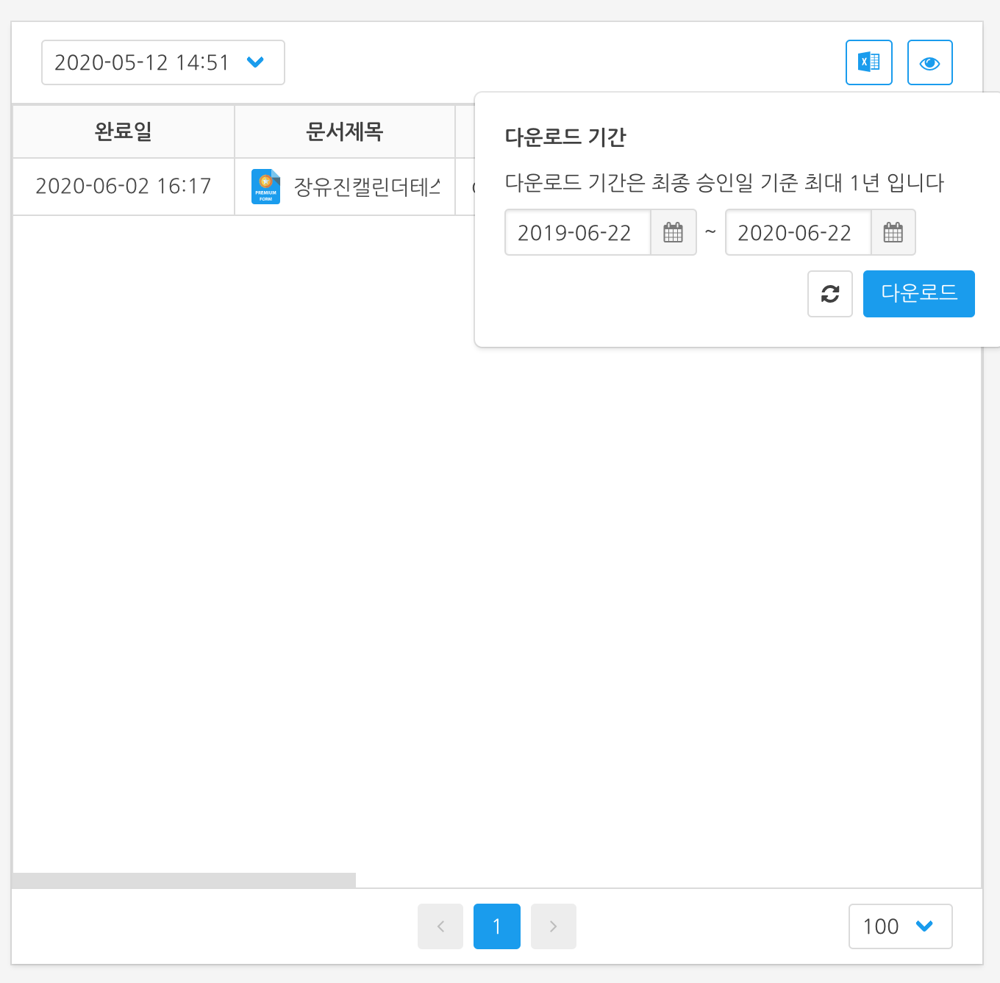 2020-05-12 14:51
완료일
문서제목
2020-06-02 16:17
PREMIUM
FORM
장유진캘린더테스
다운로드 기간
다운로드 기간은 최종 승인일 기준 최대 1년 입니다
2019-06-22 ~ 2020-06-22
다운로드
1
100